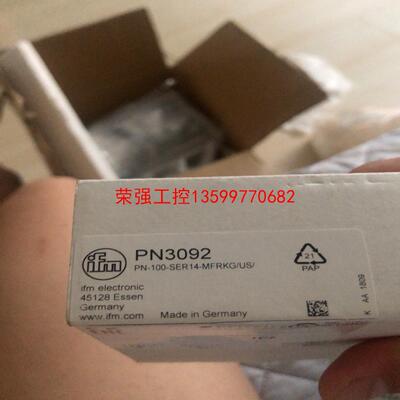 荣强工控13599770682
ifm
PN3092
PN-100-SER14-MFRKG/US/
ifm electronic
45128 Essen
Germany
www.ifm.com
Made in Germany
21
PAP
K AA 1809